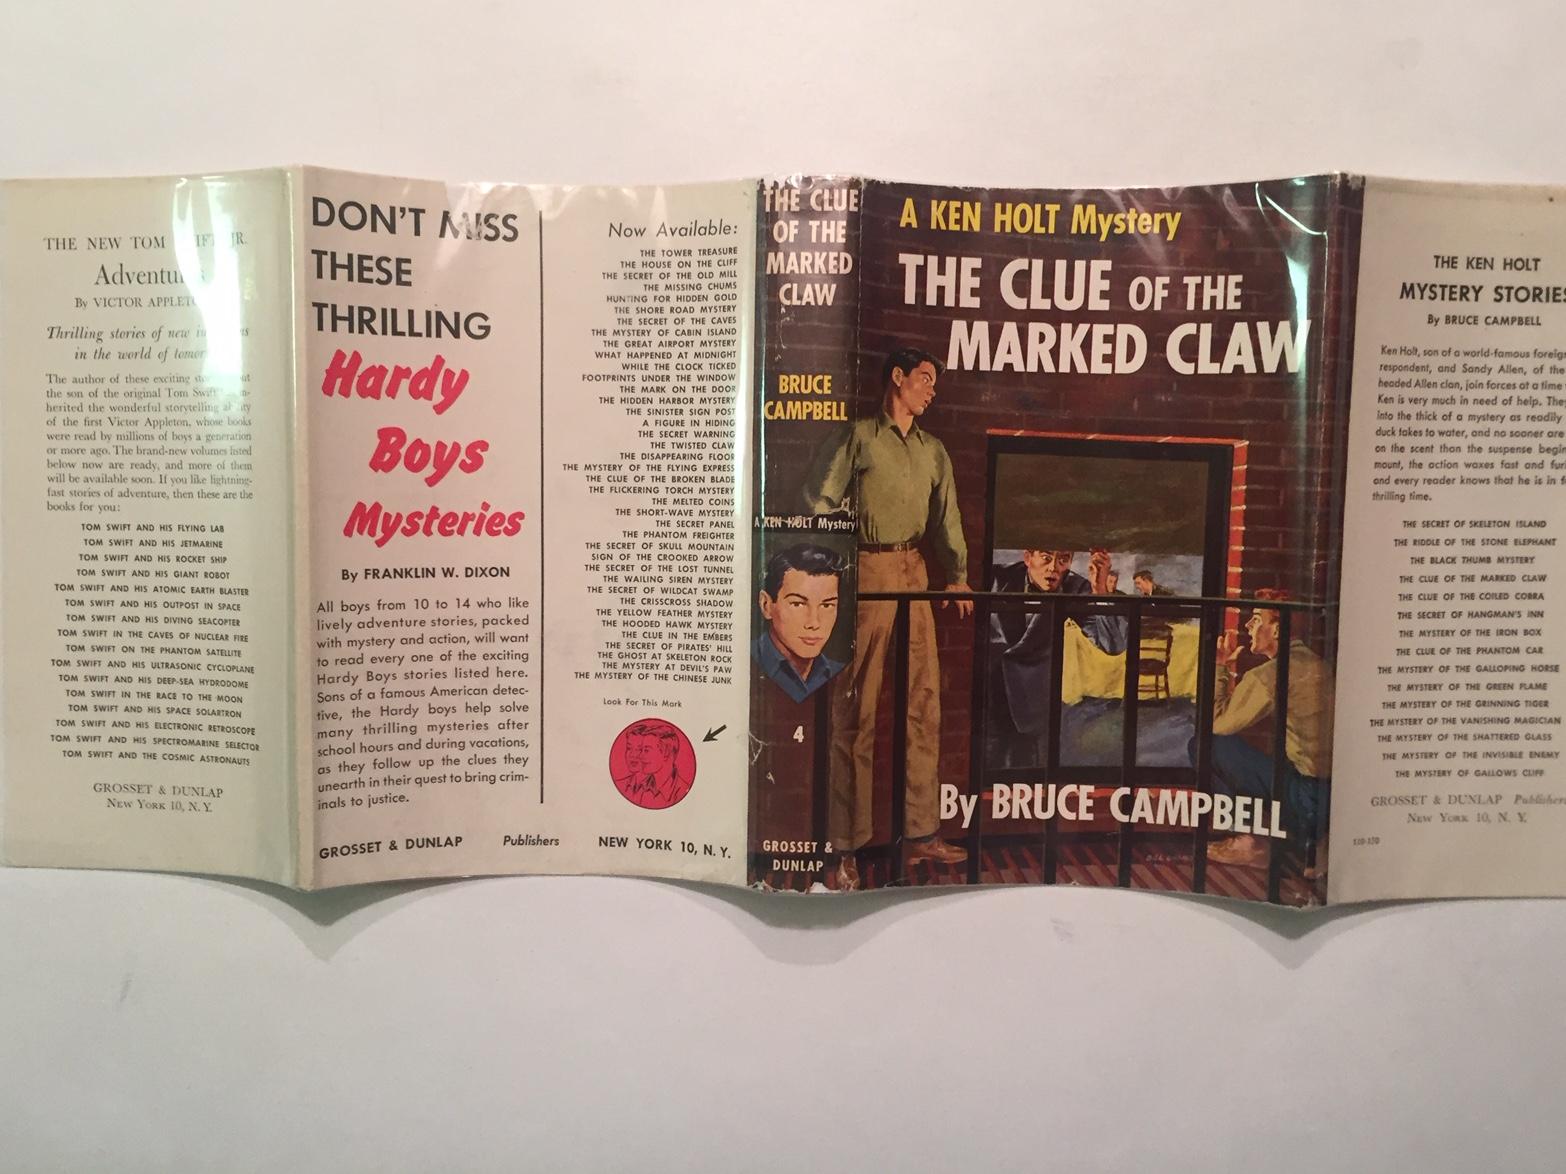 THE NEW TOM SWIFT JR.
Adventures
By VICTOR APPLETON
Thrilling stories of new
in the world of
The author of these exciting
the son of the original Tom Swift
herited the wonderful storytelling ability
of the first Victor Appleton, whose books
were read by millions of boys a generation
or more ago. The brand-new volumes listed
below now are ready, and more of them
will be available soon. If you like lightning-
fast stories of adventure, then these are the
books for you:
TOM SWIFT AND HIS FLYING LAB
TOM SWIFT AND HIS JETMARINE
TOM SWIFT AND HIS ROCKET SHIP
TOM SWIFT AND HIS GIANT ROBOT
TOM SWIFT AND HIS ATOMIC EARTH BLASTER
TOM SWIFT AND HIS OUTPOST IN SPACE
TOM SWIFT AND HIS DIVING SEACOPTER
TOM SWIFT IN THE CAVES OF NUCLEAR FIRE
TOM SWIFT ON THE PHANTOM SATELLITE
TOM SWIFT AND HIS ULTRASONIC CYCLOPLANE
TOM SWIFT AND HIS DEEP-SEA HYDRODOME
TOM SWIFT IN THE RACE TO THE MOON
TOM SWIFT AND HIS SPACE SOLARTRON
TOM SWIFT AND HIS ELECTRONIC RETROSCOPE
TOM SWIFT AND HIS SPECTROMARINE SELECTOR
TOM SWIFT AND THE COSMIC ASTRONAUTS
GROSSET & DUNLAP
NEW YORK 10, N. Y.
DON'T MISS
THESE
THRILLING
Hardy
Boys
Mysteries
By FRANKLIN W. DIXON
All boys from 10 to 14 who like
lively adventure stories, packed
with mystery and action, will want
to read every one of the exciting
Hardy Boys stories listed here.
Sons of a famous American detec-
tive, the Hardy boys help solve
many thrilling mysteries after
school hours and during vacations,
as they follow up the clues they
unearth in their quest to bring crim-
inals to justice.
Now Available:
THE TOWER TREASURE
THE HOUSE ON THE CLIFF
THE SECRET OF THE OLD MILL
THE MISSING CHUMS
HUNTING FOR HIDDEN GOLD
THE SHORE ROAD MYSTERY
THE SECRET OF THE CAVES
THE MYSTERY OF CABIN ISLAND
THE GREAT AIRPORT MYSTERY
WHAT HAPPENED AT MIDNIGHT
WHILE THE CLOCK TICKED
FOOTPRINTS UNDER THE WINDOW
THE MARK ON THE DOOR
THE HIDDEN HARBOR MYSTERY
THE SINISTER SIGN POST
A FIGURE IN HIDING
THE SECRET WARNING
THE TWISTED CLAW
THE DISAPPEARING FLOOR
THE MYSTERY OF THE FLYING EXPRESS
THE CLUE OF THE BROKEN BLADE
THE FLICKERING TORCH MYSTERY
THE MELTED COINS
THE SHORT-WAVE MYSTERY
THE SECRET PANEL
THE PHANTOM FREIGHTER
THE SECRET OF SKULL MOUNTAIN
SIGN OF THE CROOKED ARROW
THE SECRET OF THE LOST TUNNEL
THE WAILING SIREN MYSTERY
THE SECRET OF WILDCAT SWAMP
THE CRISSCROSS SHADOW
THE YELLOW FEATHER MYSTERY
THE HOODED HAWK MYSTERY
THE CLUE IN THE EMBERS
THE SECRET OF PIRATES' HILL
THE GHOST AT SKELETON ROCK
THE MYSTERY AT DEVIL'S PAW
THE MYSTERY OF THE CHINESE JUNK
Look For This Mark
GROSSET & DUNLAP Publishers NEW YORK 10, N. Y.
THE CLUE
OF THE
MARKED
CLAW
BRUCE
CAMPBELL
A KEN HOLT Mystery
4
GROSSET &
DUNLAP
A KEN HOLT Mystery
THE CLUE OF THE
MARKED CLAW
By BRUCE CAMPBELL
THE KEN HOLT
MYSTERY STORIES
By BRUCE CAMPBELL
Ken Holt, son of a world-famous foreign
respondent, and Sandy Allen, of the
headed Allen clan, join forces at a time
Ken is very much in need of help. They
into the thick of a mystery as readily
duck takes to water, and no sooner are
on the scent than the suspense begin
mount, the action waxes fast and furi
and every reader knows that he is in f
thrilling time.
THE SECRET OF SKELETON ISLAND
THE RIDDLE OF THE STONE ELEPHANT
THE BLACK THUMB MYSTERY
THE CLUE OF THE MARKED CLAW
THE CLUE OF THE COILED COBRA
THE SECRET OF HANGMAN'S INN
THE MYSTERY OF THE IRON BOX
THE CLUE OF THE PHANTOM CAR
THE MYSTERY OF THE GALLOPING HORSE
THE MYSTERY OF THE GREEN FLAME
THE MYSTERY OF THE GRINNING TIGER
THE MYSTERY OF THE VANISHING MAGICIAN
THE MYSTERY OF THE SHATTERED GLASS
THE MYSTERY OF THE INVISIBLE ENEMY
THE MYSTERY OF GALLOWS CLIFF
GROSSET & DUNLAP Publishers
NEW YORK 10, N. Y.